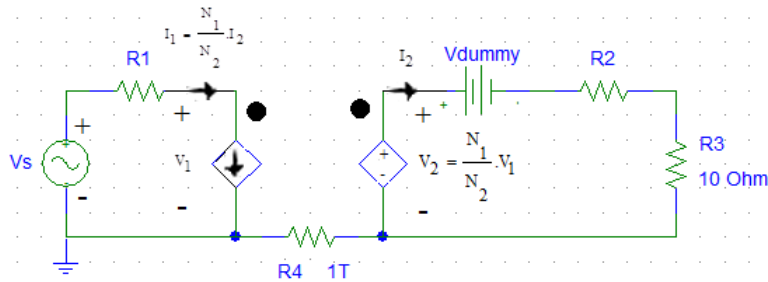 I₁ = N₁/N₂ .I₂
R1
I₂
Vdummy
R2
+
+
+
+
Vs
V₁
+
-
V₂ = N₁/N₂ .V₁
R3
10 Ohm
-
-
-
R4 1T